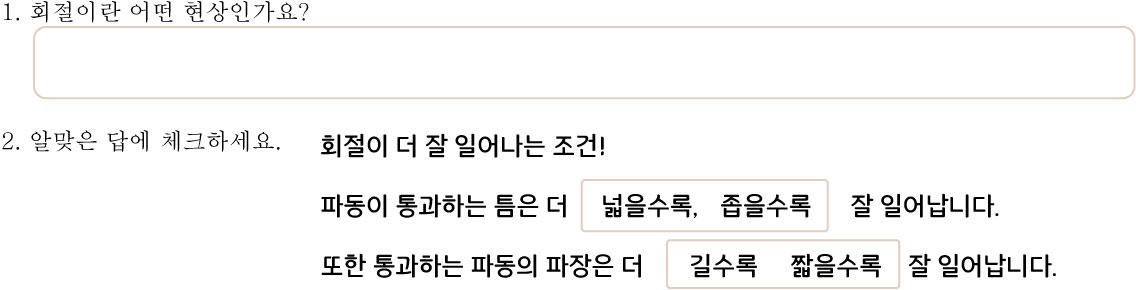 1. 회절이란 어떤 현상인가요?
2. 알맞은 답에 체크하세요.
회절이 더 잘 일어나는 조건!
파동이 통과하는 틈은 더 넓을수록, 좁을수록 잘 일어납니다.
또한 통과하는 파동의 파장은 더 길수록 짧을수록 잘 일어납니다.